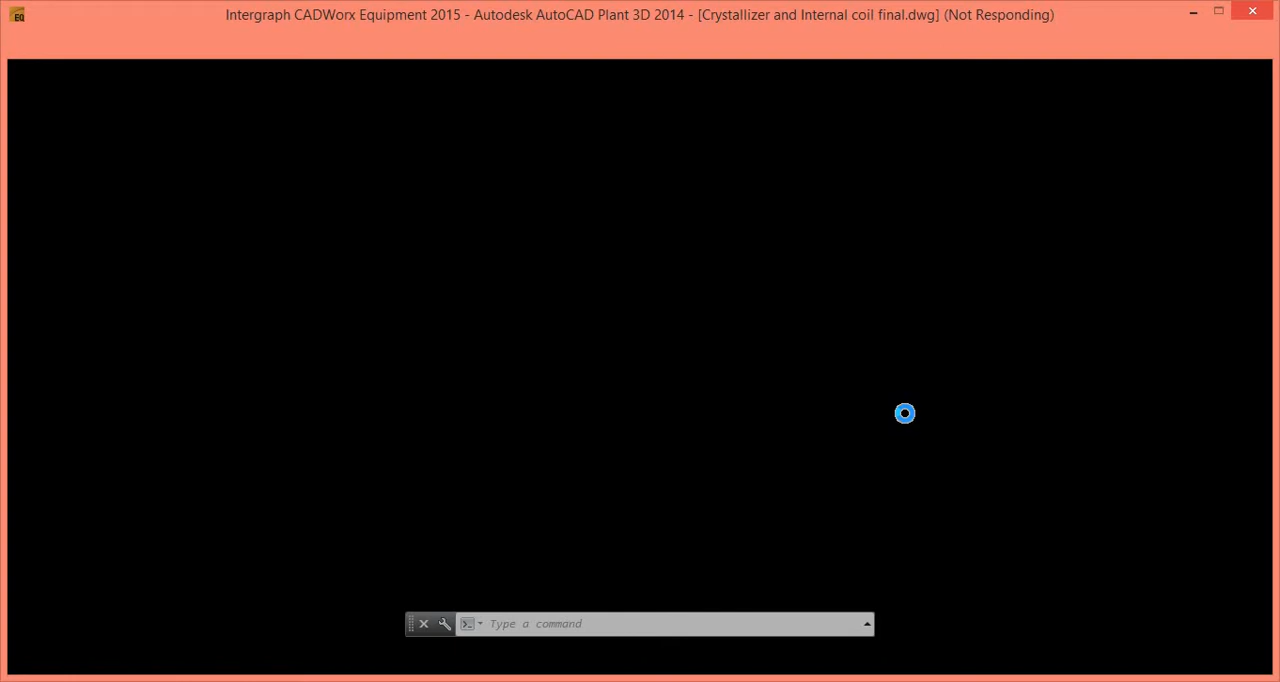 EQ
Intergraph CADWorx Equipment 2015 - Autodesk AutoCAD Plant 3D 2014 - [Crystallizer and Internal coil final.dwg] (Not Responding)
Type a command